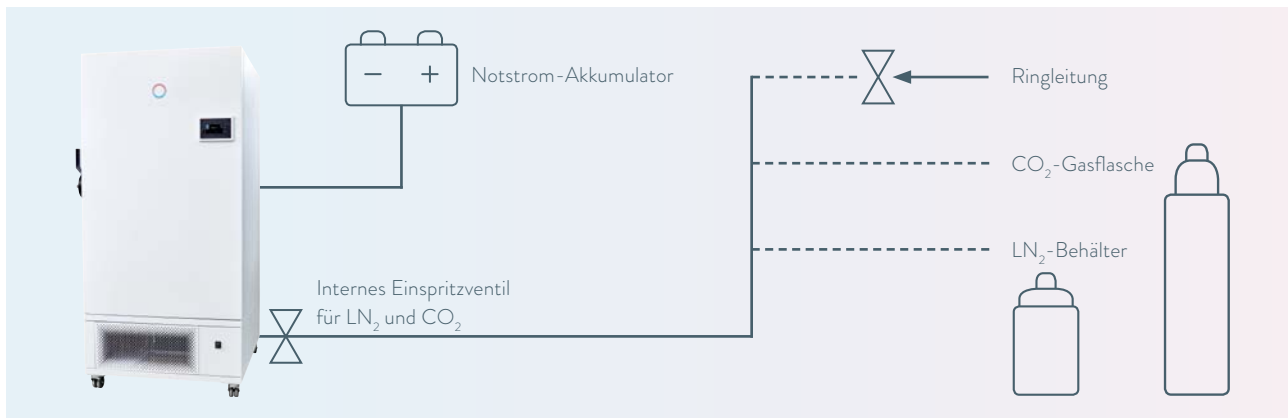 Notstrom-Akkumulator
Ringleitung
CO₂-Gasflasche
LN₂-Behälter
Internes Einspritzventil
für LN₂ und CO₂